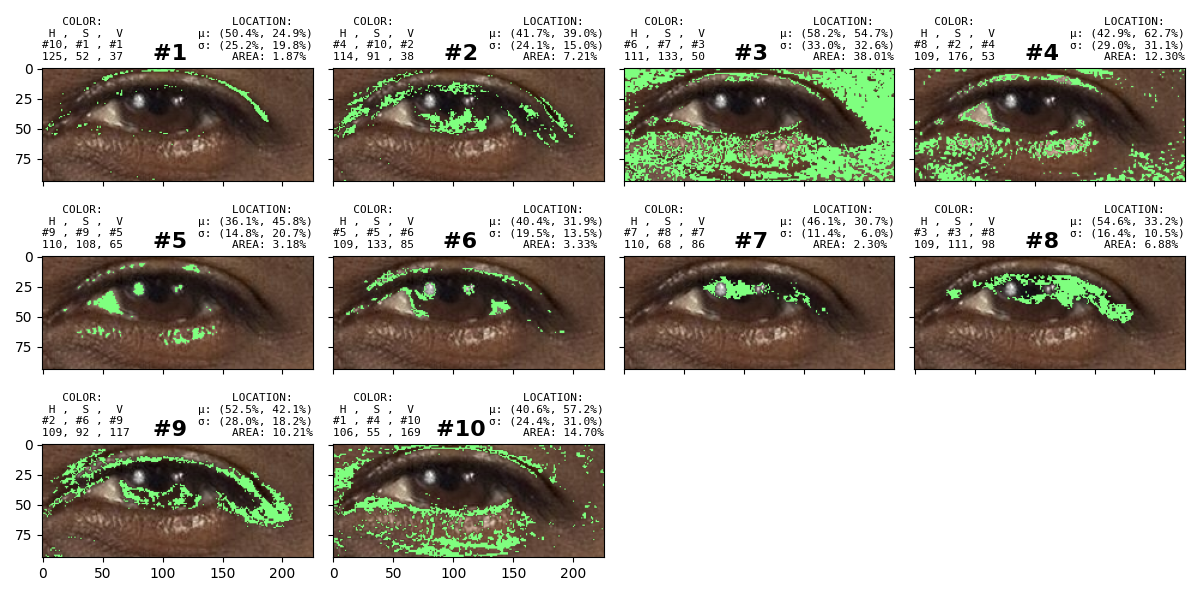 COLOR: LOCATION:
H , S , V μ: (50.4%, 24.9%)
#10, #1 , #1 #1 σ: (25.2%, 19.8%)
125, 52 , 37 AREA: 1.87%
COLOR: LOCATION:
H , S , V μ: (41.7%, 39.0%)
#4 , #10, #2 #2 σ: (24.1%, 15.0%)
114, 91 , 38 AREA: 7.21%
COLOR: LOCATION:
H , S , V μ: (58.2%, 54.7%)
#6 , #7 , #3 #3 σ: (33.0%, 32.6%)
111, 133, 50 AREA: 38.01%
COLOR: LOCATION:
H , S , V μ: (42.9%, 62.7%)
#8 , #2 , #4 #4 σ: (29.0%, 31.1%)
109, 176, 53 AREA: 12.30%
0
25
50
75
COLOR: LOCATION:
H , S , V μ: (36.1%, 45.8%)
#9 , #9 , #5 #5 σ: (14.8%, 20.7%)
110, 108, 65 AREA: 3.18%
COLOR: LOCATION:
H , S , V μ: (40.4%, 31.9%)
#5 , #5 , #6 #6 σ: (19.5%, 13.5%)
109, 133, 85 AREA: 3.33%
COLOR: LOCATION:
H , S , V μ: (46.1%, 30.7%)
#7 , #8 , #7 #7 σ: (11.4%, 6.0%)
110, 68 , 86 AREA: 2.30%
COLOR: LOCATION:
H , S , V μ: (54.6%, 33.2%)
#3 , #3 , #8 #8 σ: (16.4%, 10.5%)
109, 111, 98 AREA: 6.88%
0
25
50
75
COLOR: LOCATION:
H , S , V μ: (52.5%, 42.1%)
#2 , #6 , #9 #9 σ: (28.0%, 18.2%)
109, 92 , 117 AREA: 10.21%
COLOR: LOCATION:
H , S , V μ: (40.6%, 57.2%)
#1 , #4 , #10 #10 σ: (24.4%, 31.0%)
106, 55 , 169 AREA: 14.70%
0
25
50
75
0 50 100 150 200
0 50 100 150 200